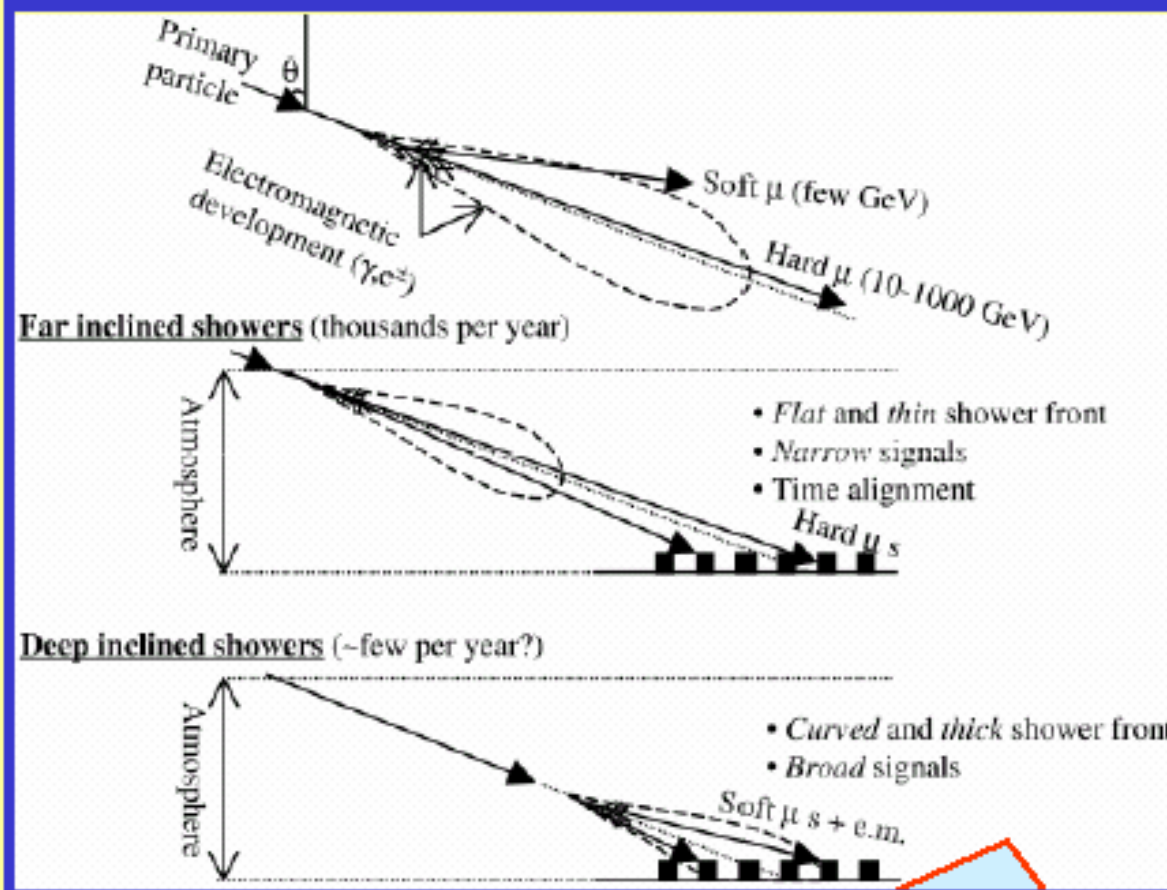 Primary
particle
θ
Electromagnetic
development (γ,e±)
Soft μ (few GeV)
Hard μ (10-1000 GeV)
Far inclined showers (thousands per year)
Atmosphere
• Flat and thin shower front
• Narrow signals
• Time alignment
Hard μ s
Deep inclined showers (~few per year?)
Atmosphere
• Curved and thick shower front
• Broad signals
Soft μ s + e.m.